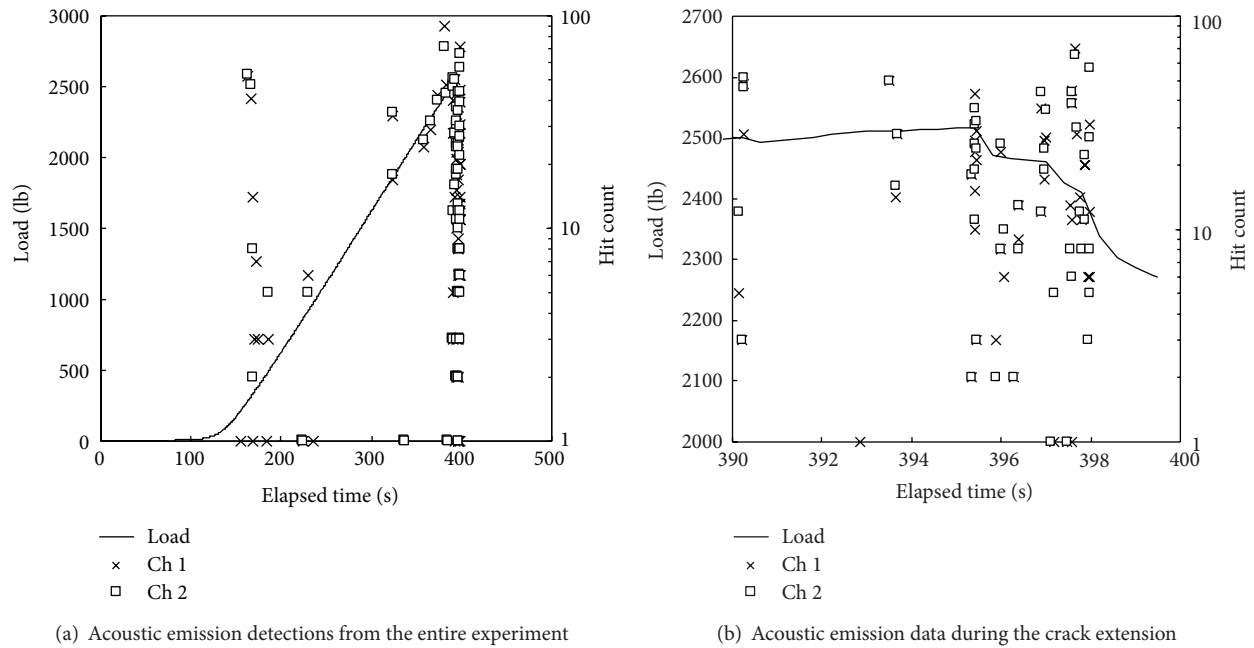 3000
2500
2000
1500
1000
500
0
Load (lb)
100
10
1
Hit count
0 100 200 300 400 500
Elapsed time (s)
Load
Ch 1
Ch 2
(a) Acoustic emission detections from the entire experiment
2700
2600
2500
2400
2300
2200
2100
2000
Load (lb)
100
10
1
Hit count
390 392 394 396 398 400
Elapsed time (s)
Load
Ch 1
Ch 2
(b) Acoustic emission data during the crack extension